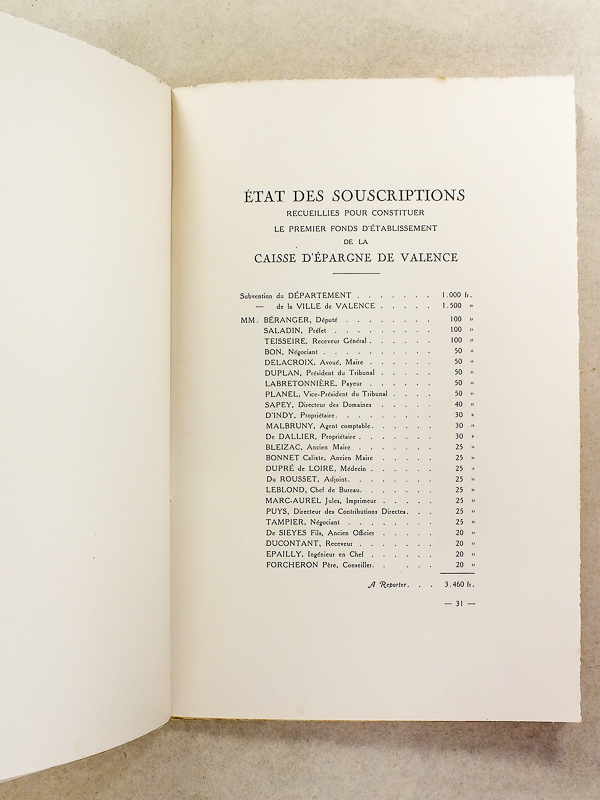 ÉTAT DES SOUSCRIPTIONS
RECUEILLIES POUR CONSTITUER
LE PREMIER FONDS D'ÉTABLISSEMENT
DE LA
CAISSE D'ÉPARGNE DE VALENCE
Subvention du DÉPARTEMENT . . . . . . . 1.000 fr.
— de la VILLE de VALENCE . . . . . 1.500 »
MM. BÉRANGER, Député . . . . . . . . 100 »
SALADIN, Préfet . . . . . . . . . 100 »
TEISSEIRE, Receveur Général . . . . . . 100 »
BON, Négociant . . . . . . . . . 50 »
DELACROIX, Avoué, Maire . . . . . . 50 »
DUPLAN, Président du Tribunal . . . . . 50 »
LABRETONNIÈRE, Payeur . . . . . . 50 »
PLANEL, Vice-Président du Tribunal . . . . 50 »
SAPEY, Directeur des Domaines . . . . . 40 »
D'INDY, Propriétaire. . . . . . . . 30 »
MALBRUNY, Agent comptable. . . . . . 30 »
De DALLIER, Propriétaire . . . . . . . 30 »
BLEIZAC, Ancien Maire . . . . . . . 25 »
BONNET Calixte, Ancien Maire . . . . . 25 »
DUPRÉ de LOIRE, Médecin . . . . . . 25 »
Du ROUSSET, Adjoint. . . . . . . . 25 »
LEBLOND, Chef de Bureau. . . . . . . 25 »
MARC-AUREL Jules, Imprimeur . . . . . 25 »
PUYS, Directeur des Contributions Directes. . . 25 »
TAMPIER, Négociant . . . . . . . . 25 »
De SIEYES Fils, Ancien Officier . . . . . 20 »
DUCONTANT, Receveur . . . . . . . 20 »
EPAILLY, Ingénieur en Chef . . . . . . 20 »
FORCHERON Père, Conseiller. . . . . . 20 »
A Reporter. . . 3.460 fr.
— 31 —